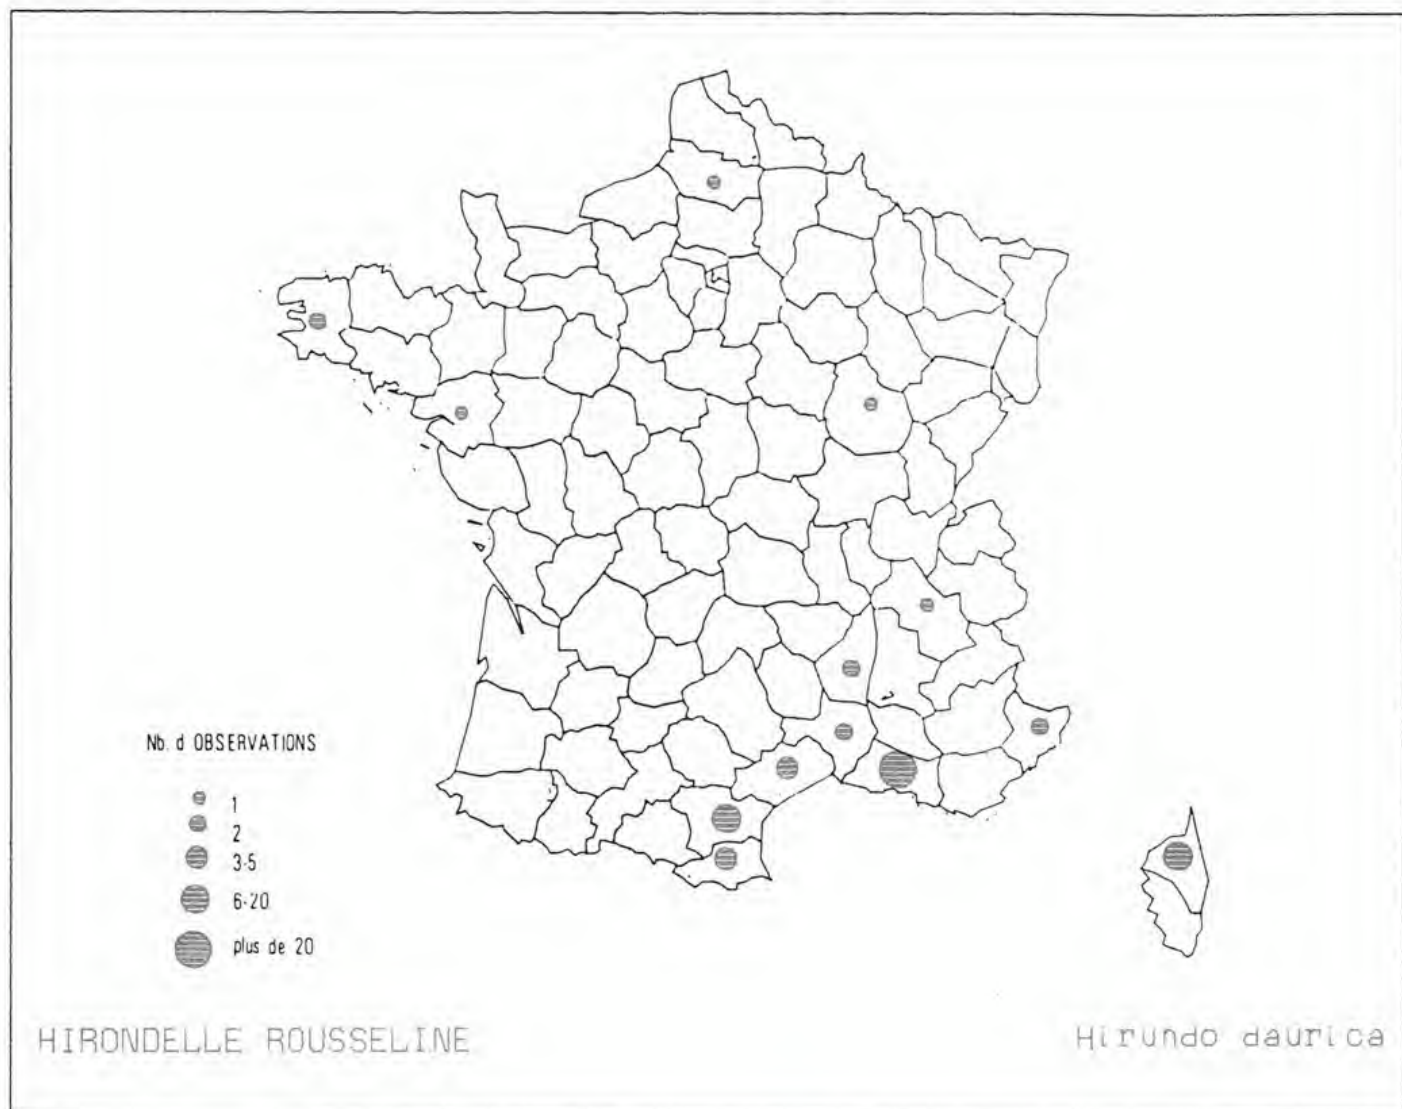 Nb. d OBSERVATIONS
1
2
3-5
6-20
plus de 20
HIRONDELLE ROUSSELINE
Hirundo daurica